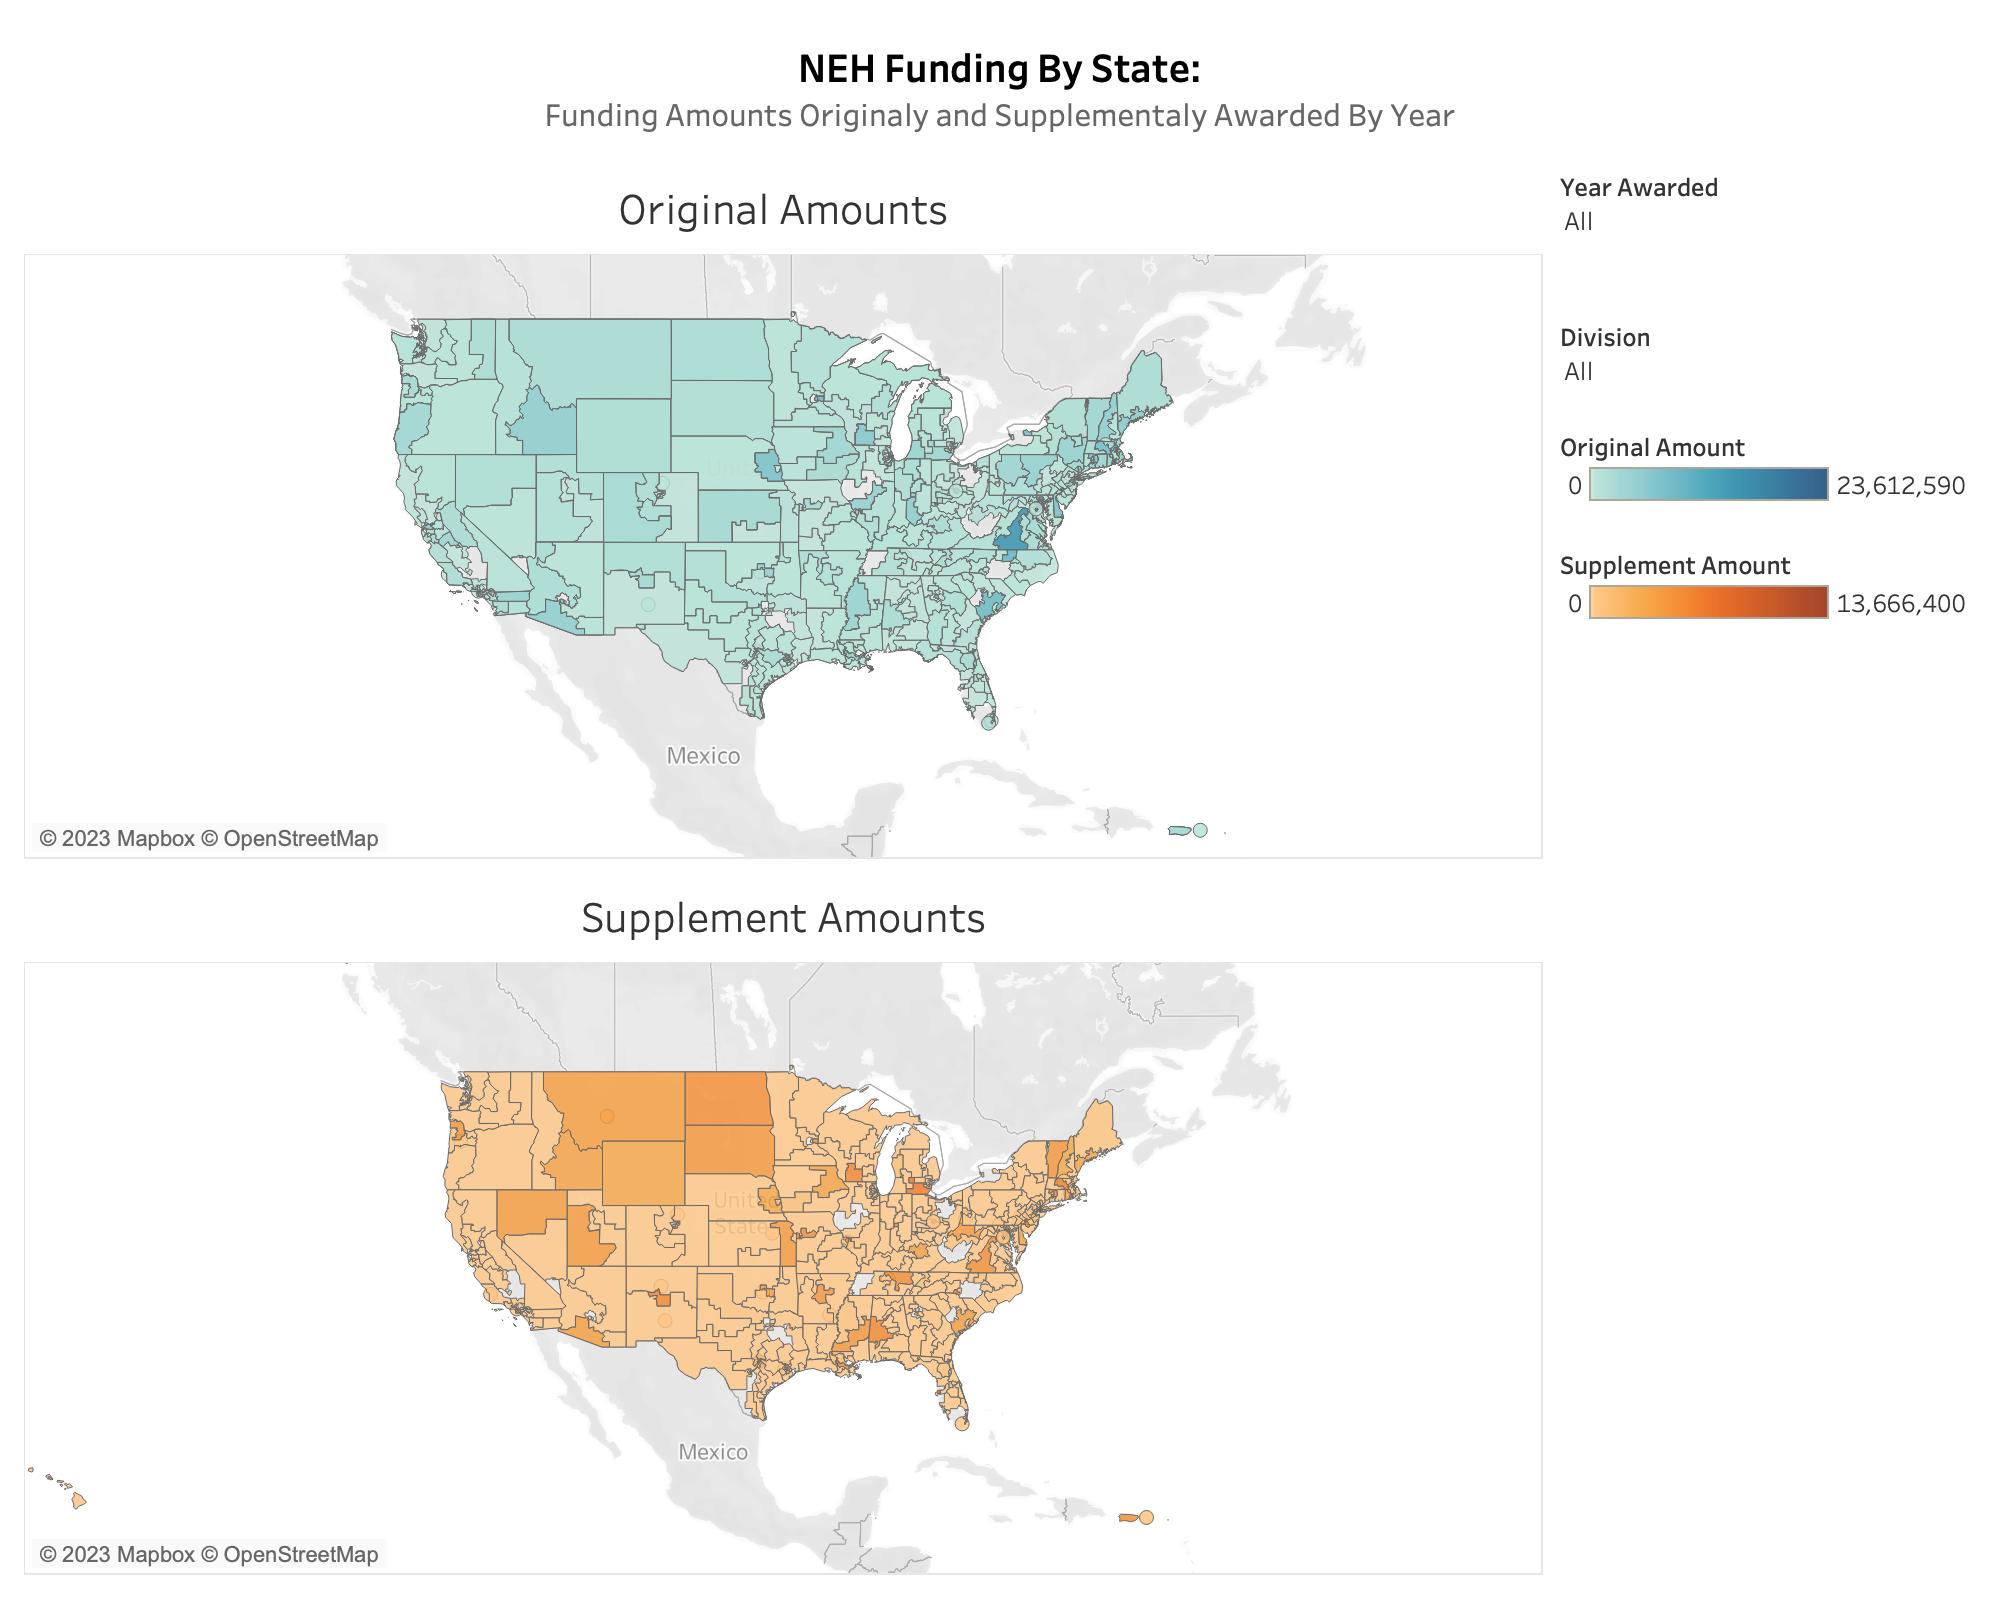 NEH Funding By State:
Funding Amounts Originaly and Supplementaly Awarded By Year
Original Amounts
Year Awarded
All
Division
All
Original Amount
0 23,612,590
Supplement Amount
0 13,666,400
Mexico
© 2023 Mapbox © OpenStreetMap
Supplement Amounts
United
States
Mexico
© 2023 Mapbox © OpenStreetMap